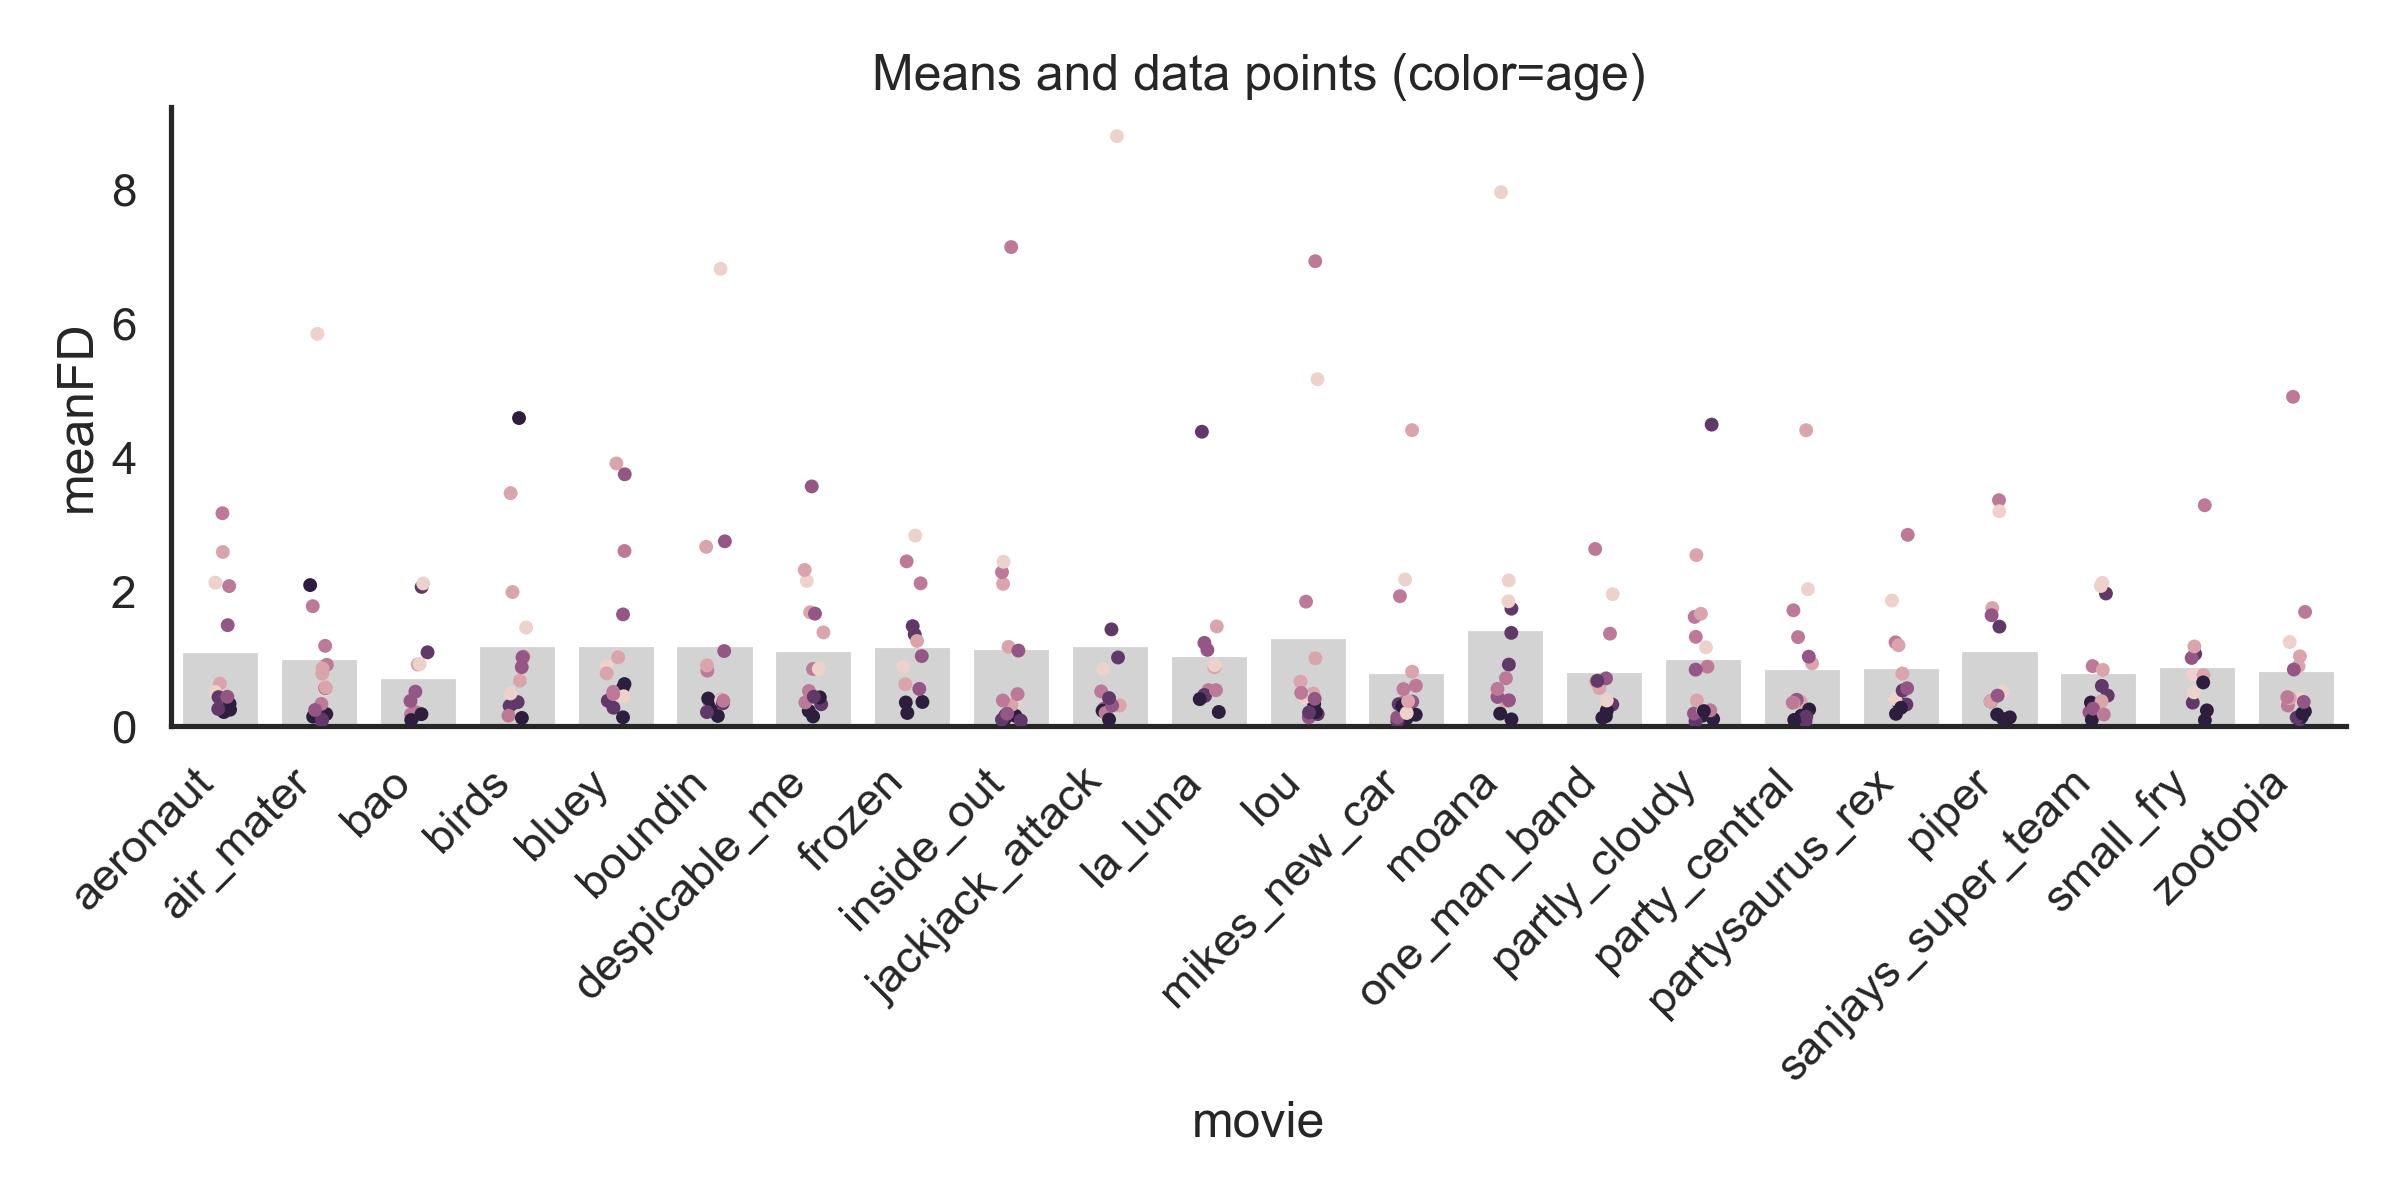 Means and data points (color=age)
8
6
4
2
0
meanFD
aeronaut
air_mater
bao
birds
bluey
boundin
despicable_me
frozen
inside_out
jackjack_attack
la_luna
lou
mikes_new_car
moana
one_man_band
partly_cloudy
party_central
partysaurus_rex
piper
sanjays_super_team
small_fry
zootopia
movie